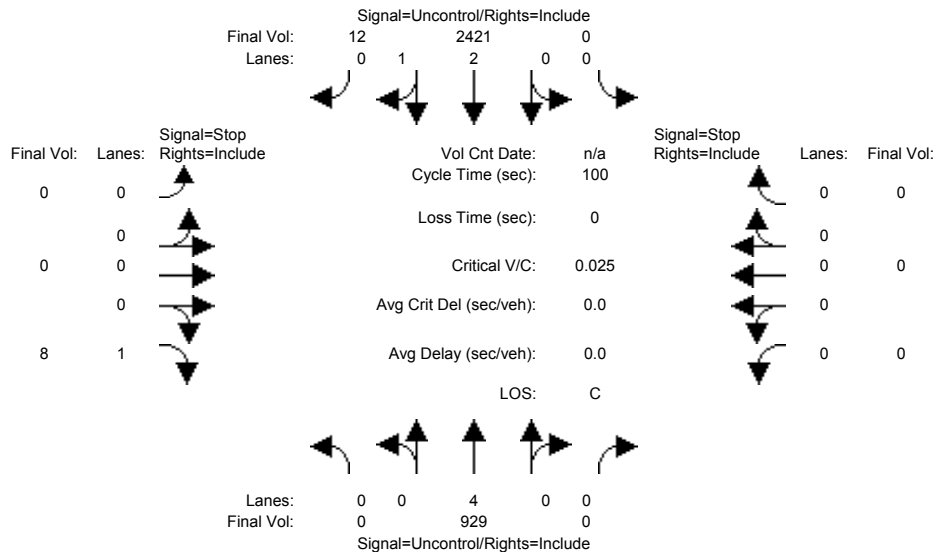 Signal=Uncontrol/Rights=Include
Final Vol: 12 2421 0
Lanes: 0 1 2 0 0
Signal=Stop Signal=Stop
Final Vol: Lanes: Rights=Include Vol Cnt Date: n/a Rights=Include Lanes: Final Vol:
Cycle Time (sec): 100
0 0 0 0
Loss Time (sec): 0
0 0
0 0 Critical V/C: 0.025 0 0
0 Avg Crit Del (sec/veh): 0.0 0
8 1 Avg Delay (sec/veh): 0.0 0 0
LOS: C
Lanes: 0 0 4 0 0
Final Vol: 0 929 0
Signal=Uncontrol/Rights=Include